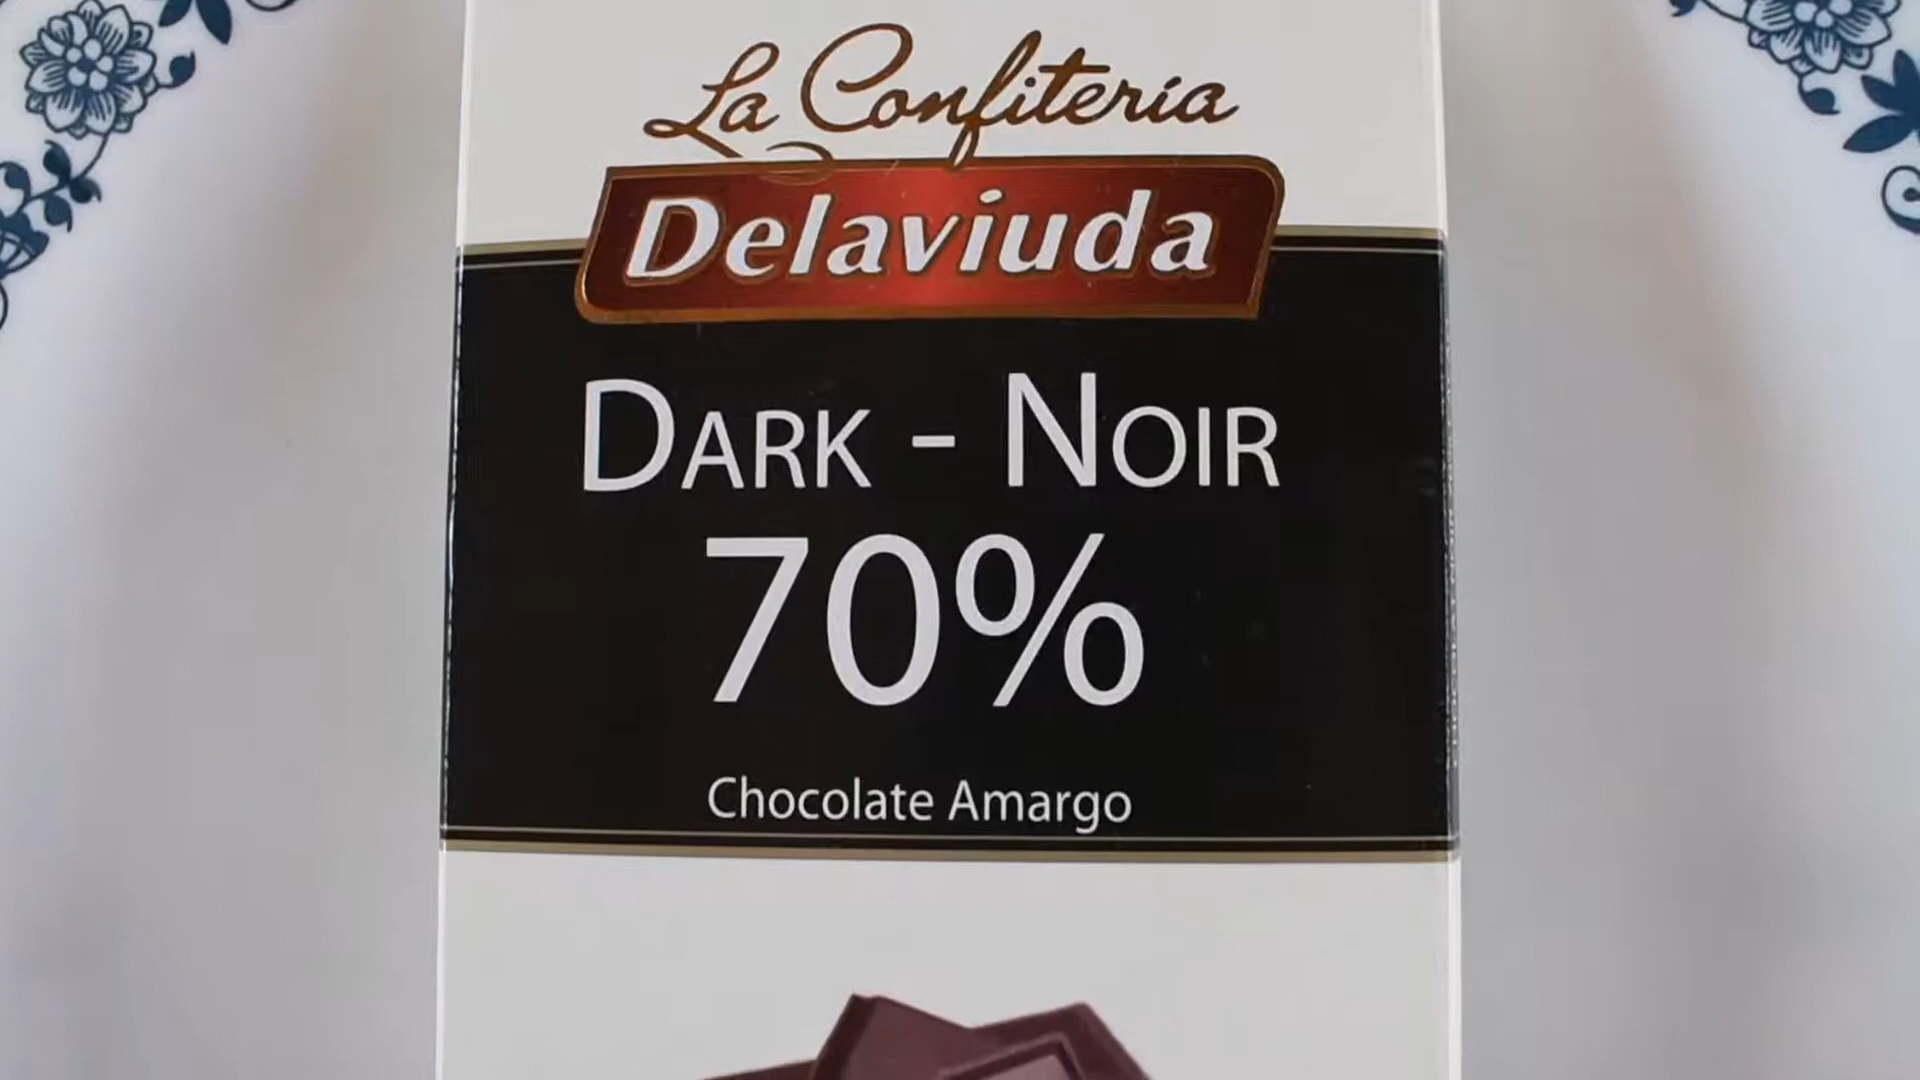 La Confitería
Delaviuda
DARK - NOIR
70%
Chocolate Amargo